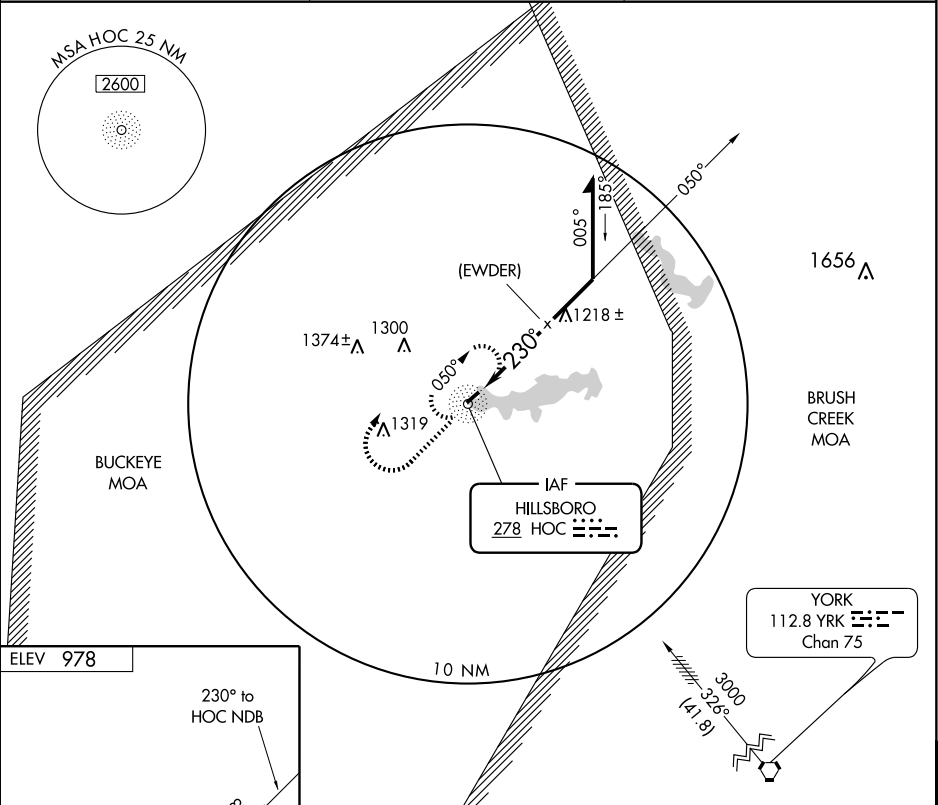 MSA HOC 25 NM
2600
050°
185°
005°
(EWDER)
1656
1218 ±
1374 ±
1300
230°
050°
1319
BRUSH
CREEK
MOA
BUCKEYE
MOA
IAF
HILLSBORO
278 HOC
YORK
112.8 YRK
Chan 75
10 NM
3000
326°
(41.8)
ELEV 978
230° to
HOC NDB